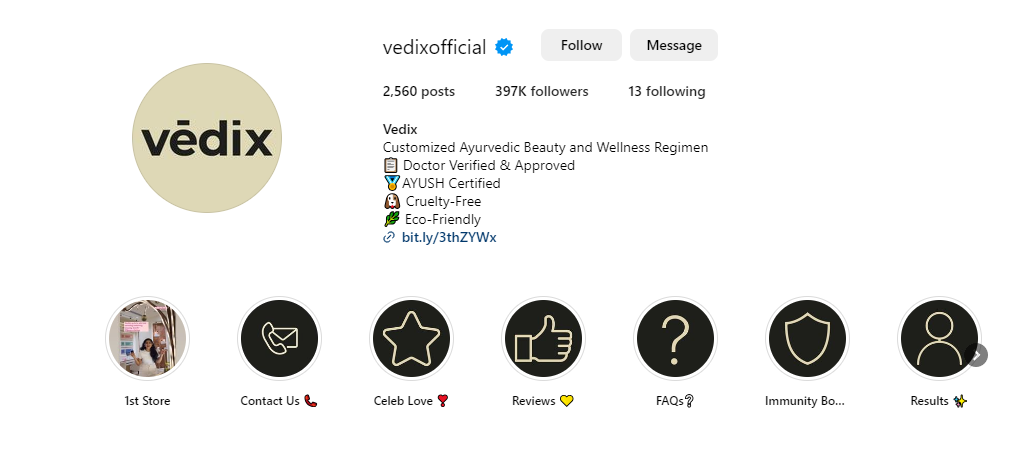 vedixofficial Follow Message
2,560 posts 397K followers 13 following
vēdix
Vedix
Customized Ayurvedic Beauty and Wellness Regimen
📋 Doctor Verified & Approved
🏅AYUSH Certified
🐶 Cruelty-Free
🌿 Eco-Friendly
bit.ly/3thZYWx
1st Store
Contact Us 📞
Celeb Love ❣️
Reviews 💛
FAQs❔
Immunity Bo...
Results ✨